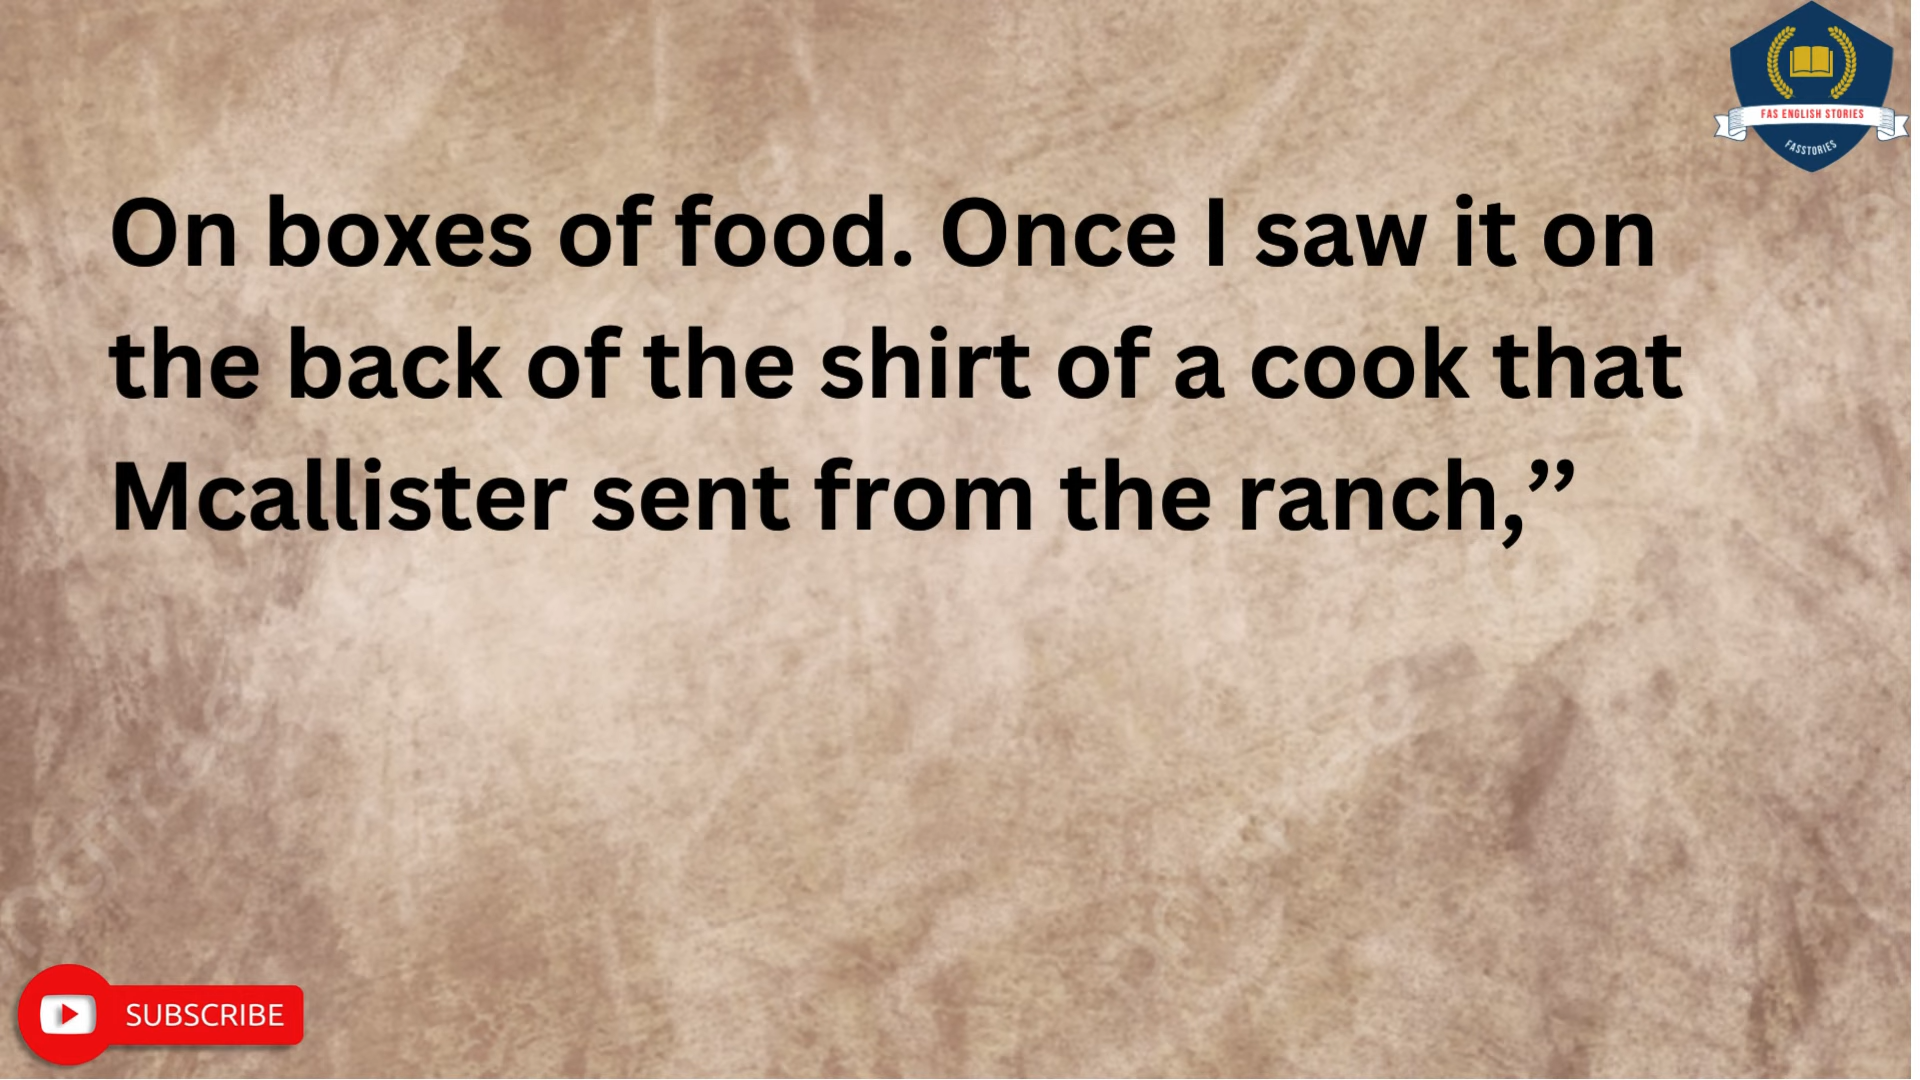 FAS ENGLISH STORIES
FASSTORIES
On boxes of food. Once I saw it on
the back of the shirt of a cook that
Mcallister sent from the ranch,”
SUBSCRIBE